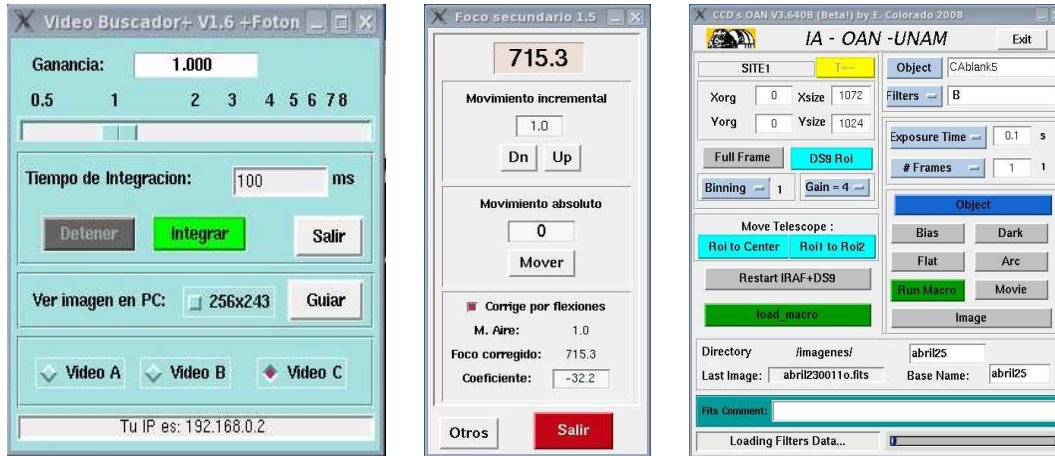 Video Buscador+ V1.6 +Foton
Ganancia: 1.000
0.5 1 2 3 4 5 6 7 8
Tiempo de Integracion: 100 ms
Detener Integrar Salir
Ver imagen en PC: 256x243 Guiar
Video A Video B Video C
Tu IP es: 192.168.0.2
Foco secundario 1.5
715.3
Movimiento incremental
1.0
Dn Up
Movimiento absoluto
0
Mover
Corrige por flexiones
M. Aire: 1.0
Foco corregido: 715.3
Coeficiente: -32.2
Otros Salir
CCD's OAN V3.640B (Beta!) by E. Colorado 2008
IA - OAN -UNAM Exit
SITE1 T=--
Object CAblank5
Xorg 0 Xsize 1072
Filters B
Yorg 0 Ysize 1024
Exposure Time 0.1 s
Full Frame DS9 Roi
# Frames 1 1
Binning 1 Gain = 4
Object
Move Telescope :
Bias Dark
Roi to Center Roi1 to Roi2
Flat Arc
Restart IRAF+DS9
Run Macro Movie
load_macro
Image
Directory /imagenes/ abril25
Last Image: abril230011o.fits Base Name: abril25
Fits Comment:
Loading Filters Data...